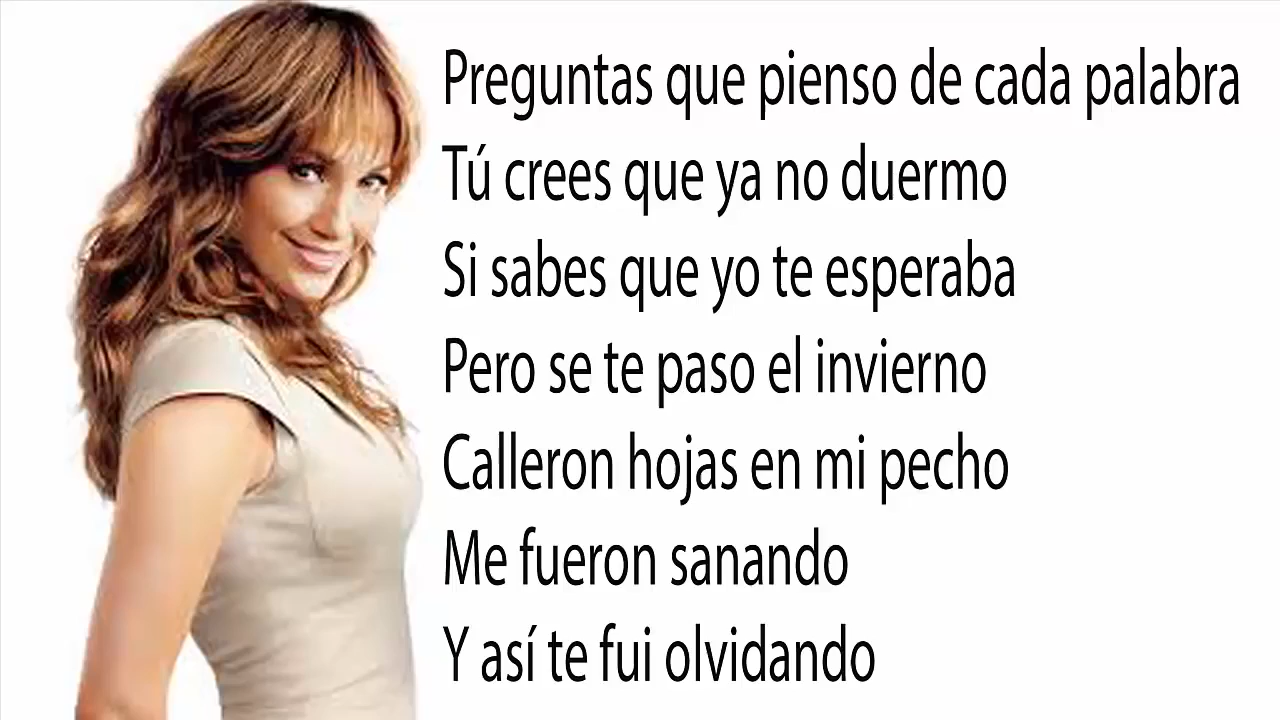 Preguntas que pienso de cada palabra
Tú crees que ya no duermo
Si sabes que yo te esperaba
Pero se te paso el invierno
Calleron hojas en mi pecho
Me fueron sanando
Y así te fui olvidando